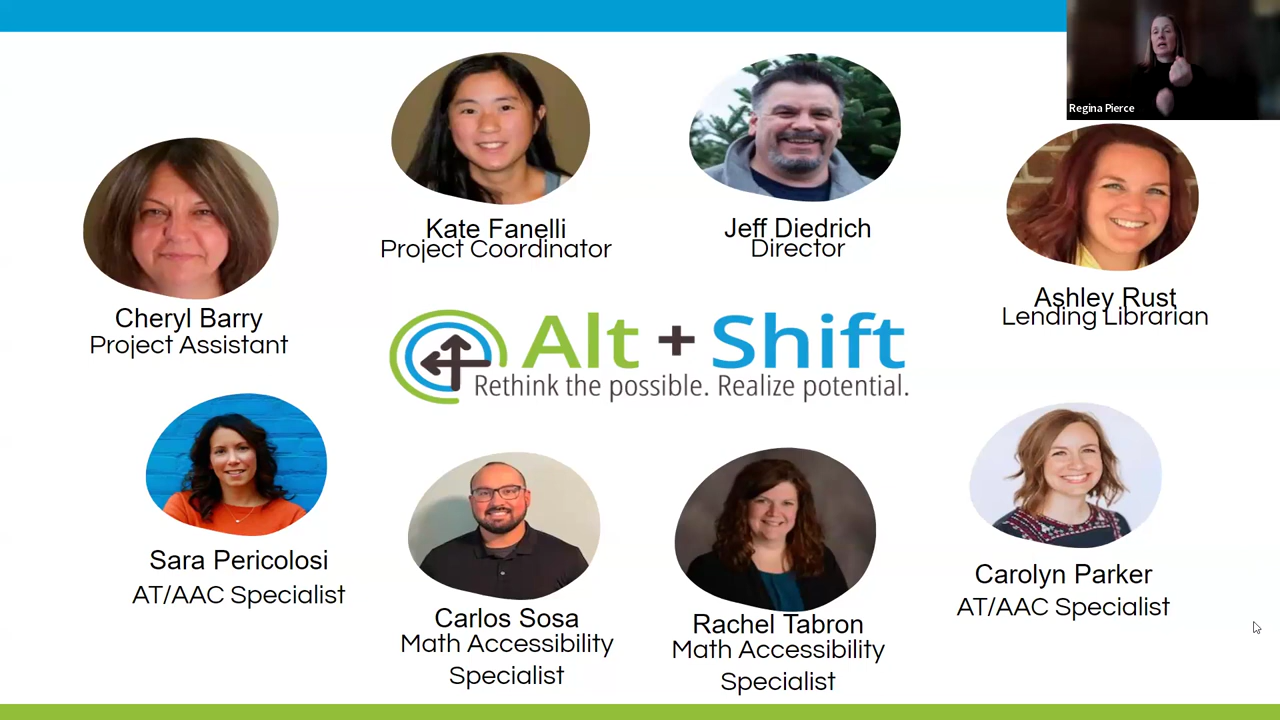 Regina Pierce
Kate Fanelli
Project Coordinator
Jeff Diedrich
Director
Cheryl Barry
Project Assistant
Ashley Rust
Lending Librarian
Alt + Shift
Rethink the possible. Realize potential.
Sara Pericolosi
AT/AAC Specialist
Carlos Sosa
Math Accessibility
Specialist
Rachel Tabron
Math Accessibility
Specialist
Carolyn Parker
AT/AAC Specialist